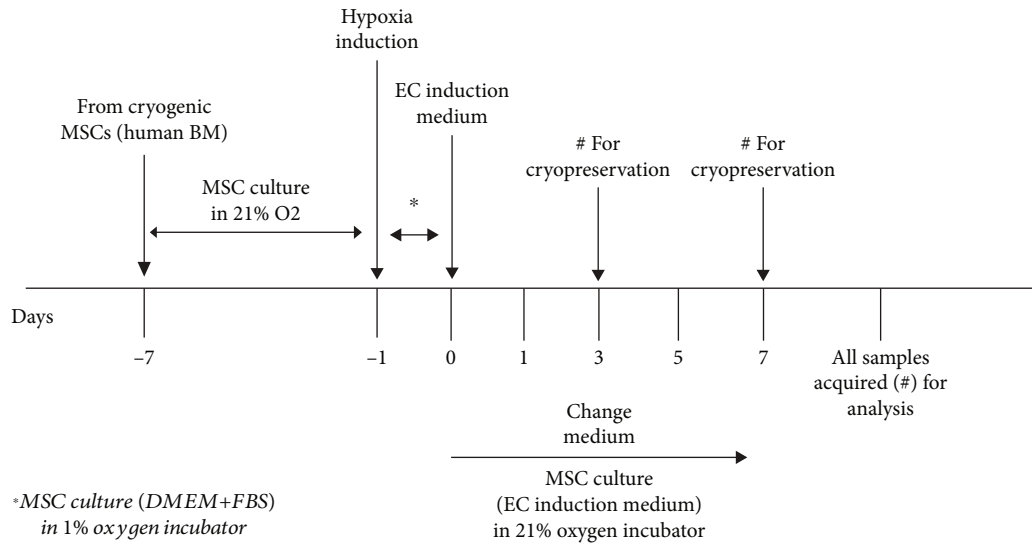 Hypoxia
induction
From cryogenic
MSCs (human BM)
EC induction
medium
# For
cryopreservation
# For
cryopreservation
MSC culture
in 21% O2
*
Days
–7
–1
0
1
3
5
7
All samples
acquired (#) for
analysis
Change
medium
MSC culture
(EC induction medium)
in 21% oxygen incubator
*MSC culture (DMEM+FBS)
in 1% oxygen incubator